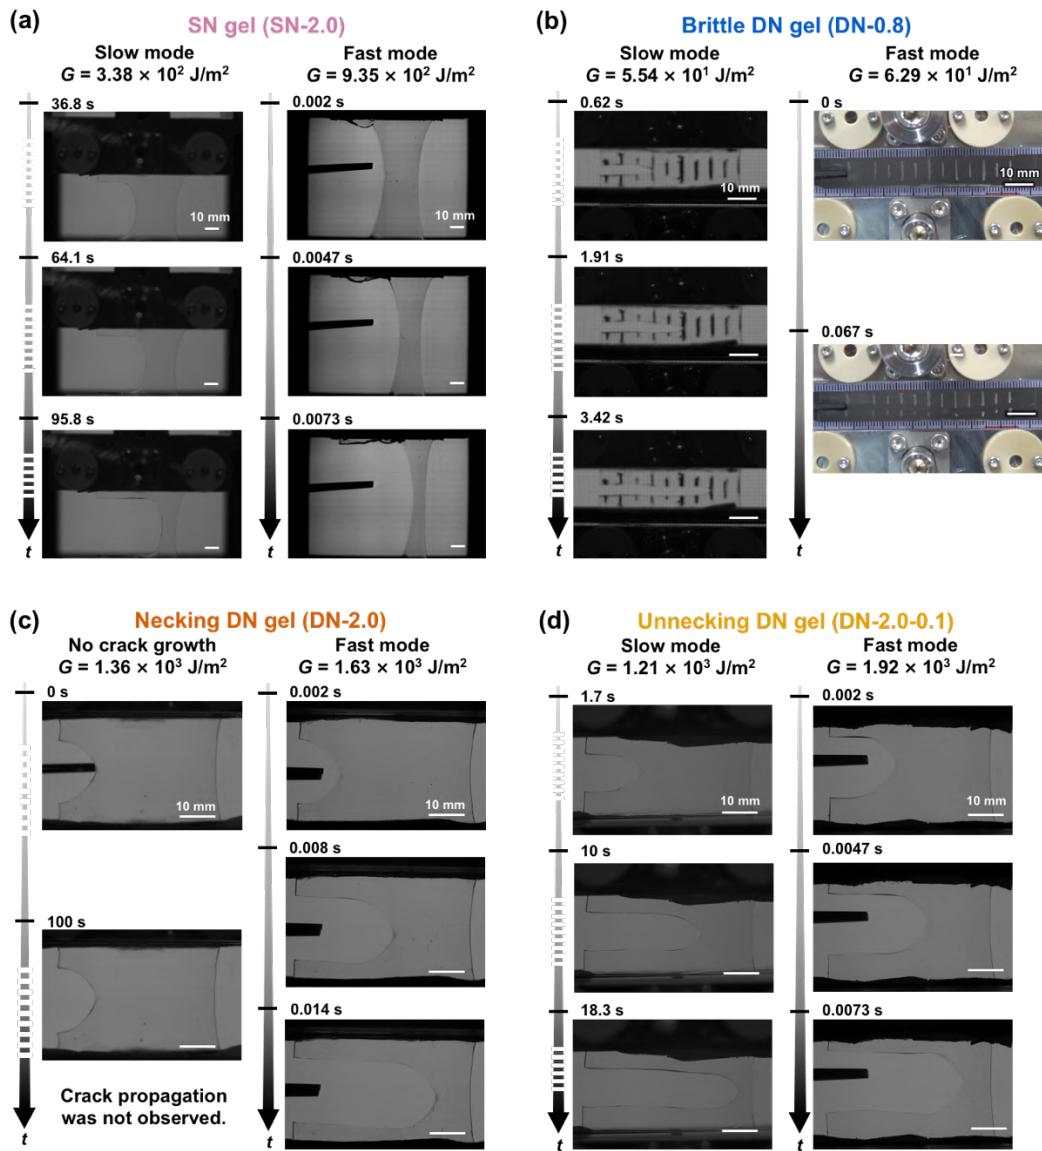 (a)
SN gel (SN-2.0)
Slow mode
G = 3.38 × 10² J/m²
36.8 s
10 mm
64.1 s
95.8 s
t
Fast mode
G = 9.35 × 10² J/m²
0.002 s
10 mm
0.0047 s
0.0073 s
t
(b)
Brittle DN gel (DN-0.8)
Slow mode
G = 5.54 × 10¹ J/m²
0.62 s
10 mm
1.91 s
3.42 s
t
Fast mode
G = 6.29 × 10¹ J/m²
0 s
10 mm
0.067 s
t
(c)
Necking DN gel (DN-2.0)
No crack growth
G = 1.36 × 10³ J/m²
0 s
10 mm
100 s
Crack propagation
was not observed.
t
Fast mode
G = 1.63 × 10³ J/m²
0.002 s
10 mm
0.008 s
0.014 s
t
(d)
Unnecking DN gel (DN-2.0-0.1)
Slow mode
G = 1.21 × 10³ J/m²
1.7 s
10 mm
10 s
18.3 s
t
Fast mode
G = 1.92 × 10³ J/m²
0.002 s
10 mm
0.0047 s
0.0073 s
t